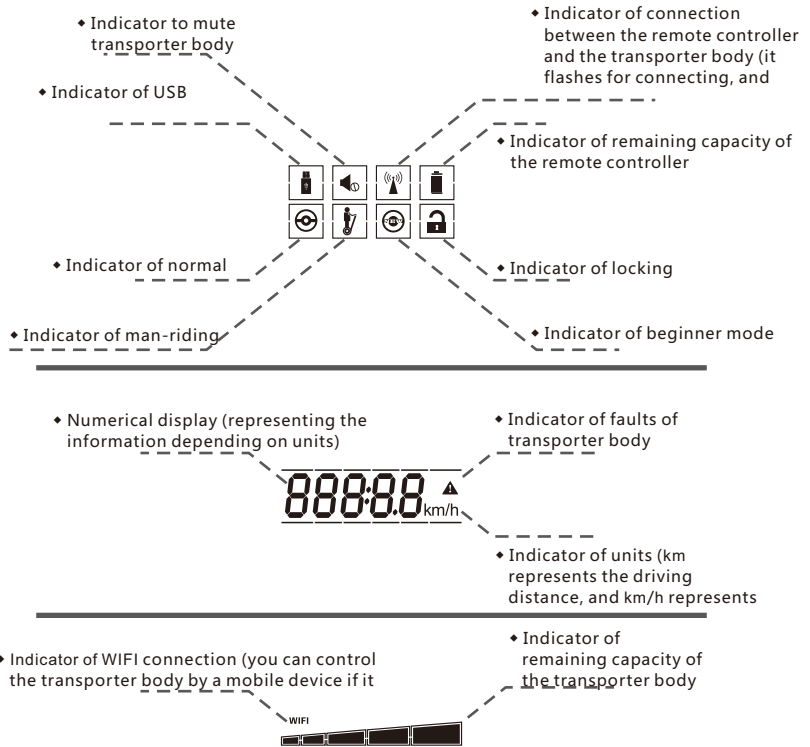 ◆ Indicator to mute
transporter body
◆ Indicator of USB
◆ Indicator of connection
between the remote controller
and the transporter body (it
flashes for connecting, and
◆ Indicator of remaining capacity of
the remote controller
◆ Indicator of normal
◆ Indicator of man-riding
◆ Indicator of locking
◆ Indicator of beginner mode
◆ Numerical display (representing the
information depending on units)
◆ Indicator of faults of
transporter body
888:8.8
km/h
◆ Indicator of units (km
represents the driving
distance, and km/h represents
◆ Indicator of WIFI connection (you can control
the transporter body by a mobile device if it
◆ Indicator of
remaining capacity of
the transporter body
WIFI